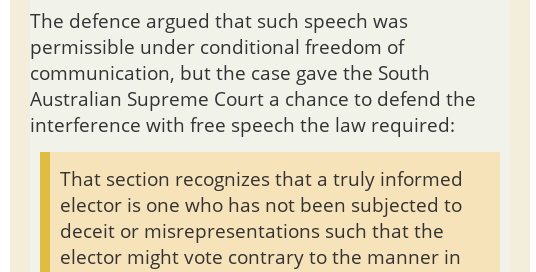 The defence argued that such speech was
permissible under conditional freedom of
communication, but the case gave the South
Australian Supreme Court a chance to defend the
interference with free speech the law required:
That section recognizes that a truly informed
elector is one who has not been subjected to
deceit or misrepresentations such that the
elector might vote contrary to the manner in